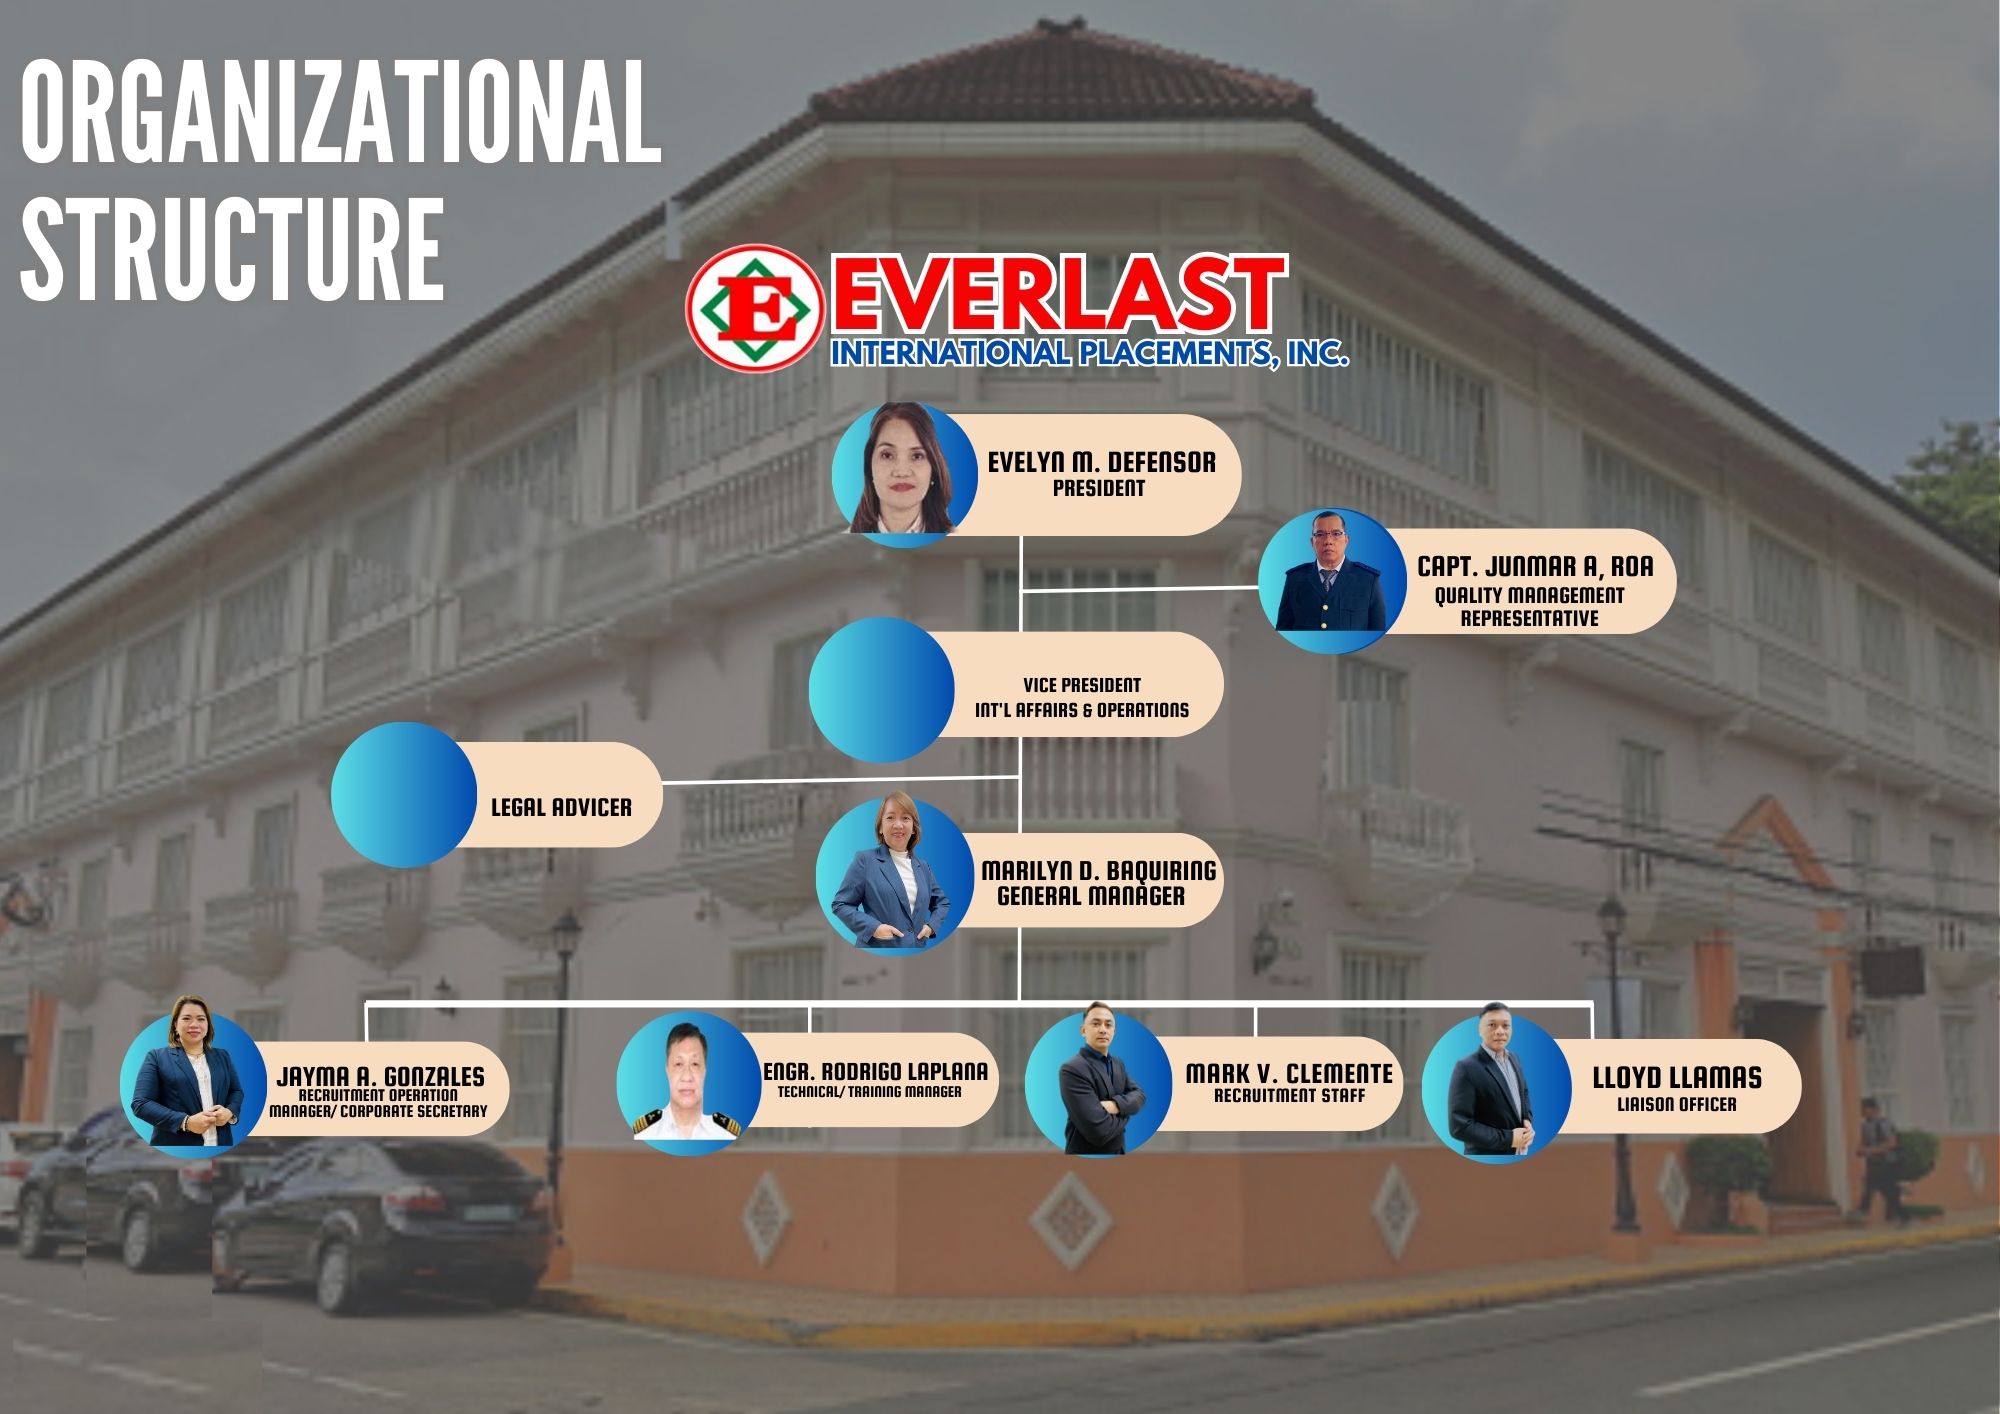 ORGANIZATIONAL
STRUCTURE
E EVERLAST
INTERNATIONAL PLACEMENTS, INC.
EVELYN M. DEFENSOR
PRESIDENT
CAPT. JUNMAR A, ROA
QUALITY MANAGEMENT
REPRESENTATIVE
VICE PRESIDENT
INT'L AFFAIRS & OPERATIONS
LEGAL ADVICER
MARILYN D. BAQUIRING
GENERAL MANAGER
JAYMA A. GONZALES
RECRUITMENT OPERATION
MANAGER/ CORPORATE SECRETARY
ENGR. RODRIGO LAPLANA
TECHNICAL/ TRAINING MANAGER
MARK V. CLEMENTE
RECRUITMENT STAFF
LLOYD LLAMAS
LIAISON OFFICER